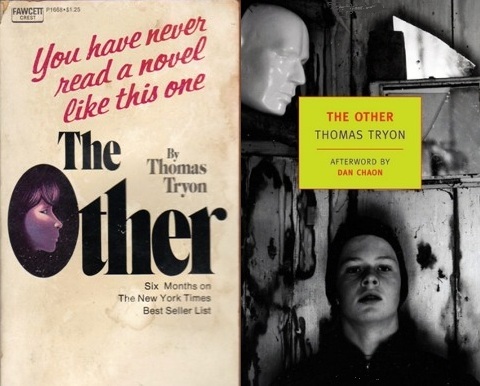 FAWCETT
CREST
P1668•$1.25
You have never
read a novel
like this one
The
Other
By
Thomas
Tryon
Six Months on
The New York Times
Best Seller List
THE OTHER
THOMAS TRYON
AFTERWORD BY
DAN CHAON